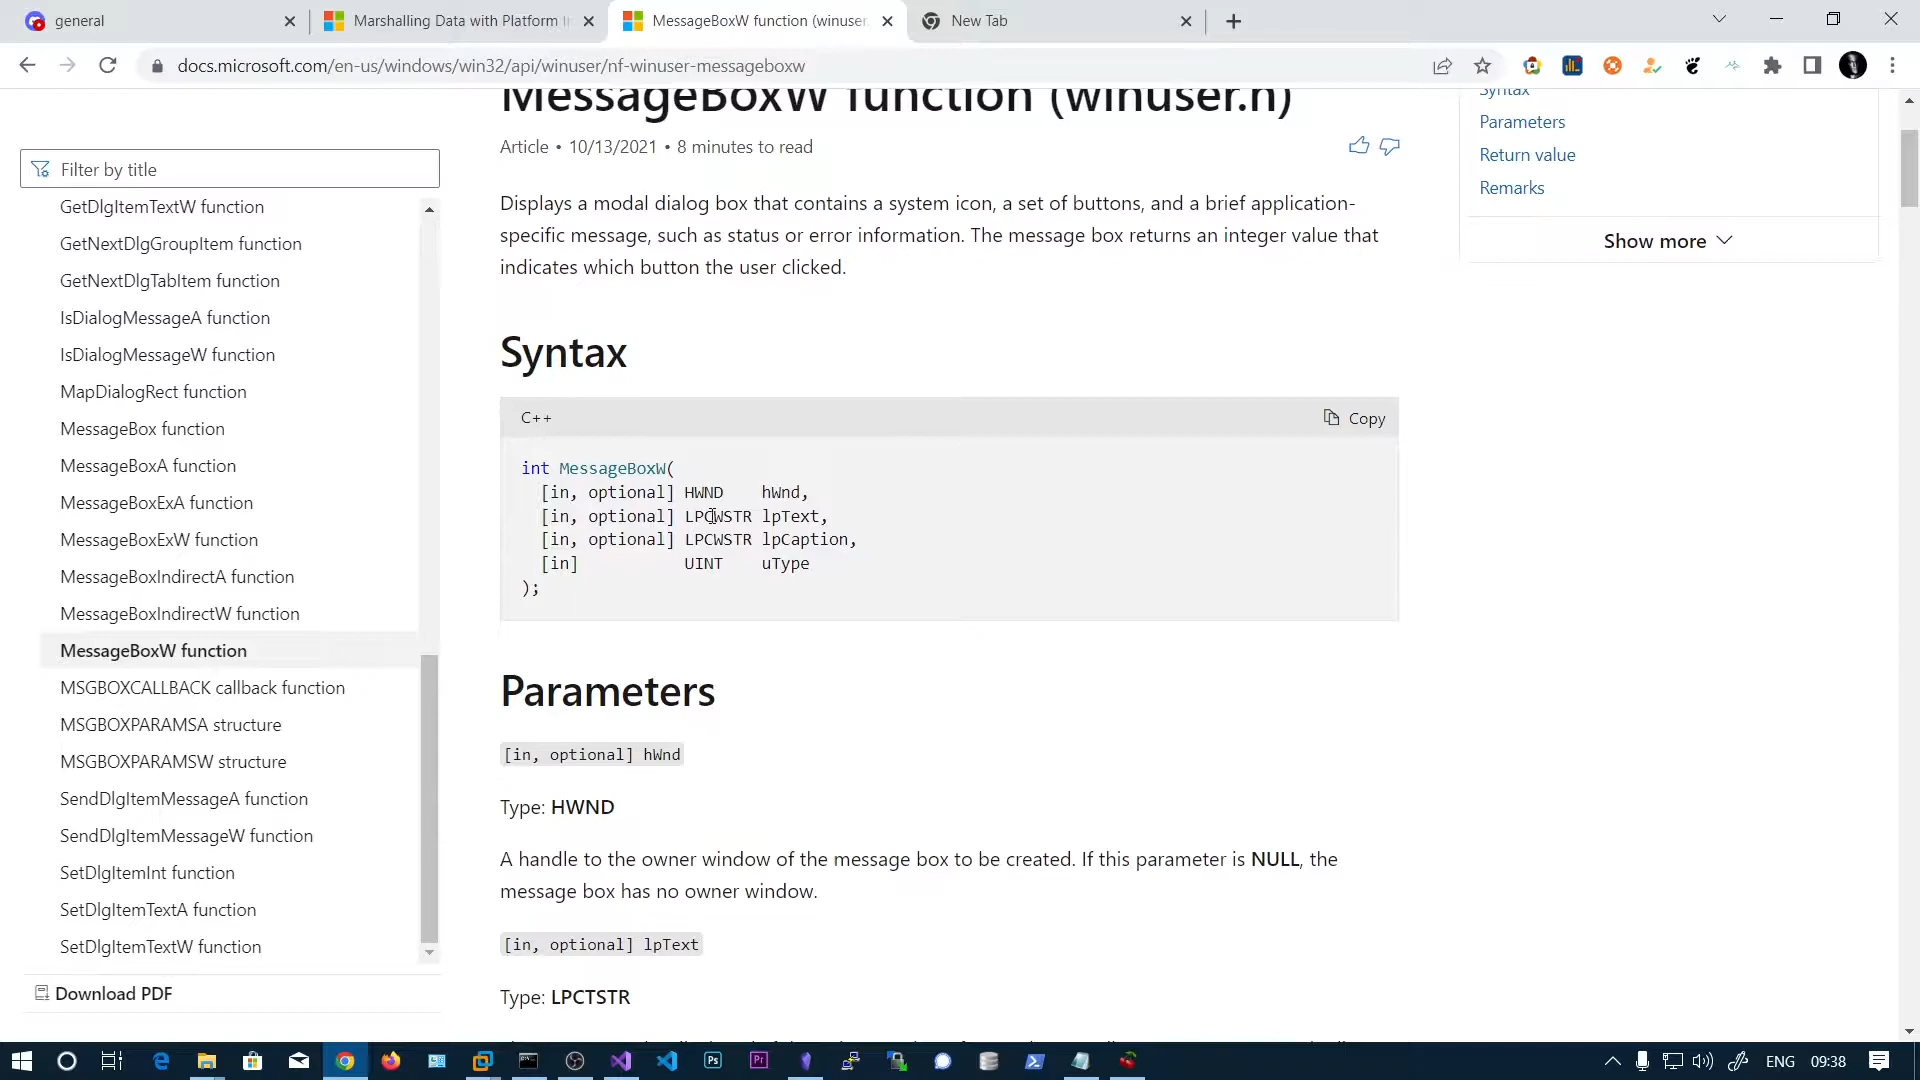 general
Marshalling Data with Platform I
MessageBoxW function (winuser.
New Tab
docs.microsoft.com/en-us/windows/win32/api/winuser/nf-winuser-messageboxw
MessageBoxW function (winuser.h)
Article • 10/13/2021 • 8 minutes to read
Filter by title
GetDlgItemTextW function
GetNextDlgGroupItem function
GetNextDlgTabItem function
IsDialogMessageA function
IsDialogMessageW function
MapDialogRect function
MessageBox function
MessageBoxA function
MessageBoxExA function
MessageBoxExW function
MessageBoxIndirectA function
MessageBoxIndirectW function
MessageBoxW function
MSGBOXCALLBACK callback function
MSGBOXPARAMSA structure
MSGBOXPARAMSW structure
SendDlgItemMessageA function
SendDlgItemMessageW function
SetDlgItemInt function
SetDlgItemTextA function
SetDlgItemTextW function
Download PDF
Displays a modal dialog box that contains a system icon, a set of buttons, and a brief application-
specific message, such as status or error information. The message box returns an integer value that
indicates which button the user clicked.
Syntax
C++
Copy
int MessageBoxW(
[in, optional] HWND hWnd,
[in, optional] LPCWSTR lpText,
[in, optional] LPCWSTR lpCaption,
[in] UINT uType
);
Parameters
[in, optional] hWnd
Type: HWND
A handle to the owner window of the message box to be created. If this parameter is NULL, the
message box has no owner window.
[in, optional] lpText
Type: LPCTSTR
Syntax
Parameters
Return value
Remarks
Show more
Ps
Pr
ENG
09:38